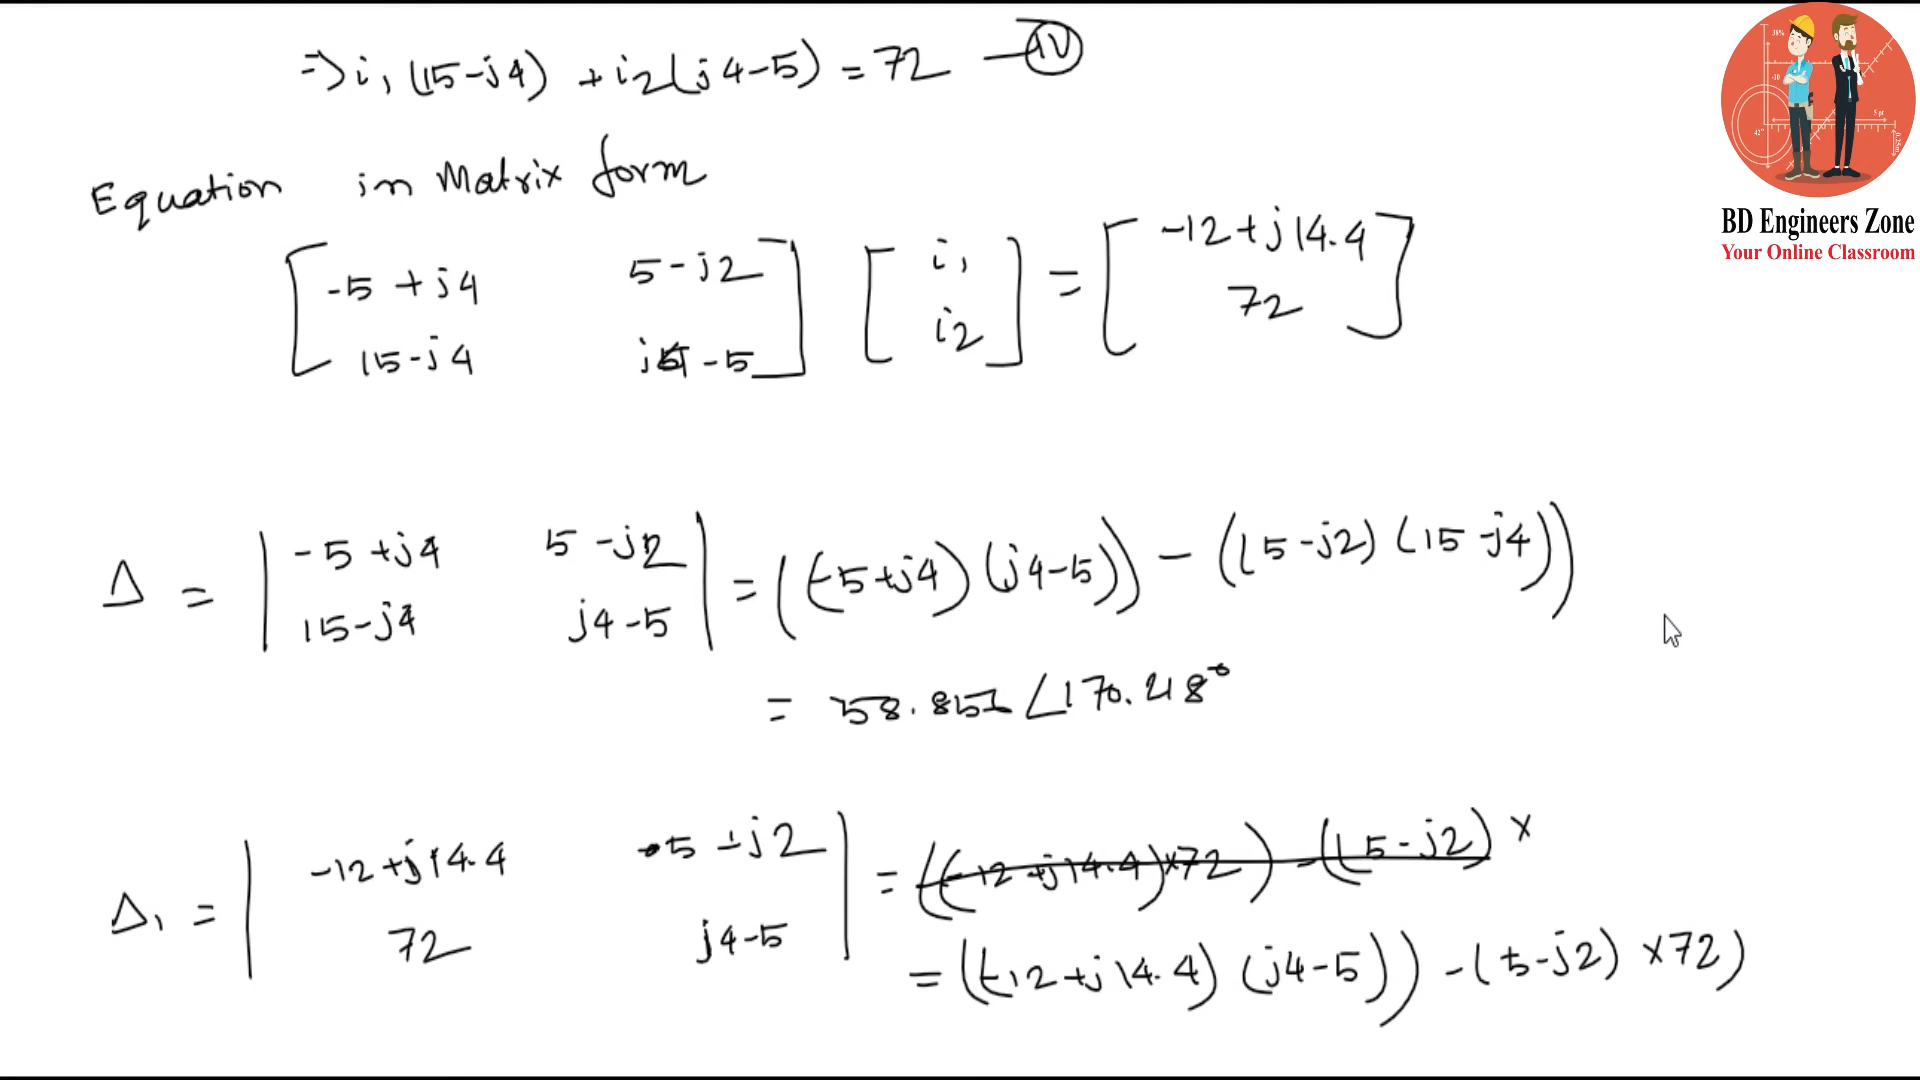 ⇒ i₁ (15-j4) + i₂(j4-5) = 72 — (IV)
BD Engineers Zone
Your Online Classroom
Equation in Matrix form
[-5 +j4 5-j2] [i₁] = [-12+j14.4]
[15-j4 j4-5] [i₂] [72]
Δ = |-5+j4 5-j2| = ((-5+j4) (j4-5)) - ((5-j2) (15-j4))
|15-j4 j4-5|
= 58.852 ∠170.218°
Δ₁ = |-12+j14.4 5-j2| = ((-12+j14.4)×72) - ((5-j2) ×
|72 j4-5|
= ((-12+j14.4) (j4-5)) - (5-j2) ×72)